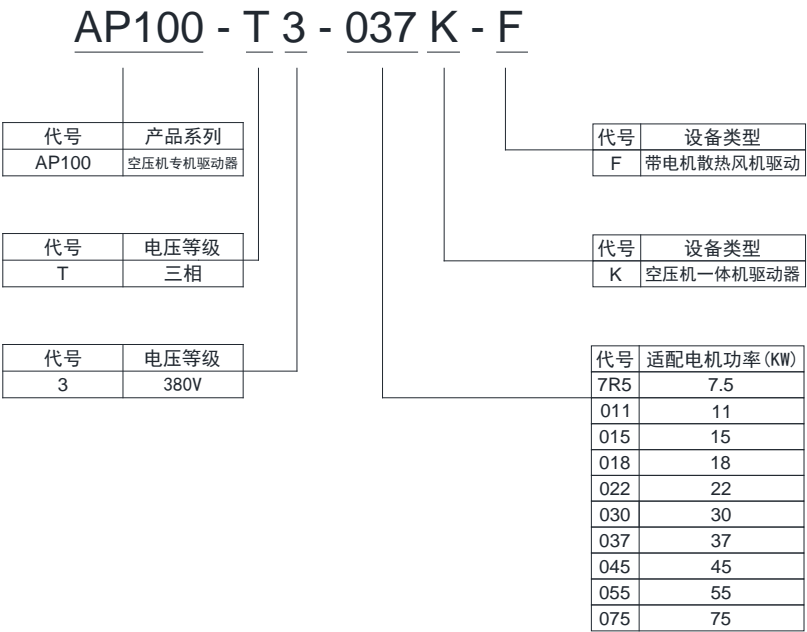 AP100 - T 3 - 037 K - F
代号 产品系列
AP100 空压机专机驱动器
代号 设备类型
F 带电机散热风机驱动
代号 电压等级
T 三相
代号 设备类型
K 空压机一体机驱动器
代号 电压等级
3 380V
代号 适配电机功率(KW)
7R5 7.5
011 11
015 15
018 18
022 22
030 30
037 37
045 45
055 55
075 75